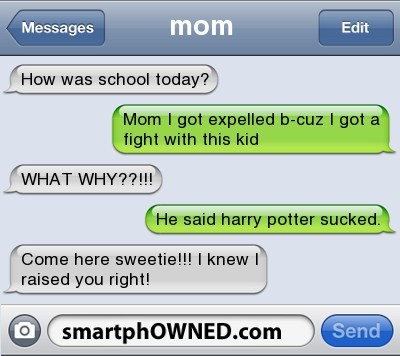 Messages
mom
Edit
How was school today?
Mom I got expelled b-cuz I got a
fight with this kid
WHAT WHY??!!!
He said harry potter sucked.
Come here sweetie!!! I knew I
raised you right!
smartphOWNED.com
Send